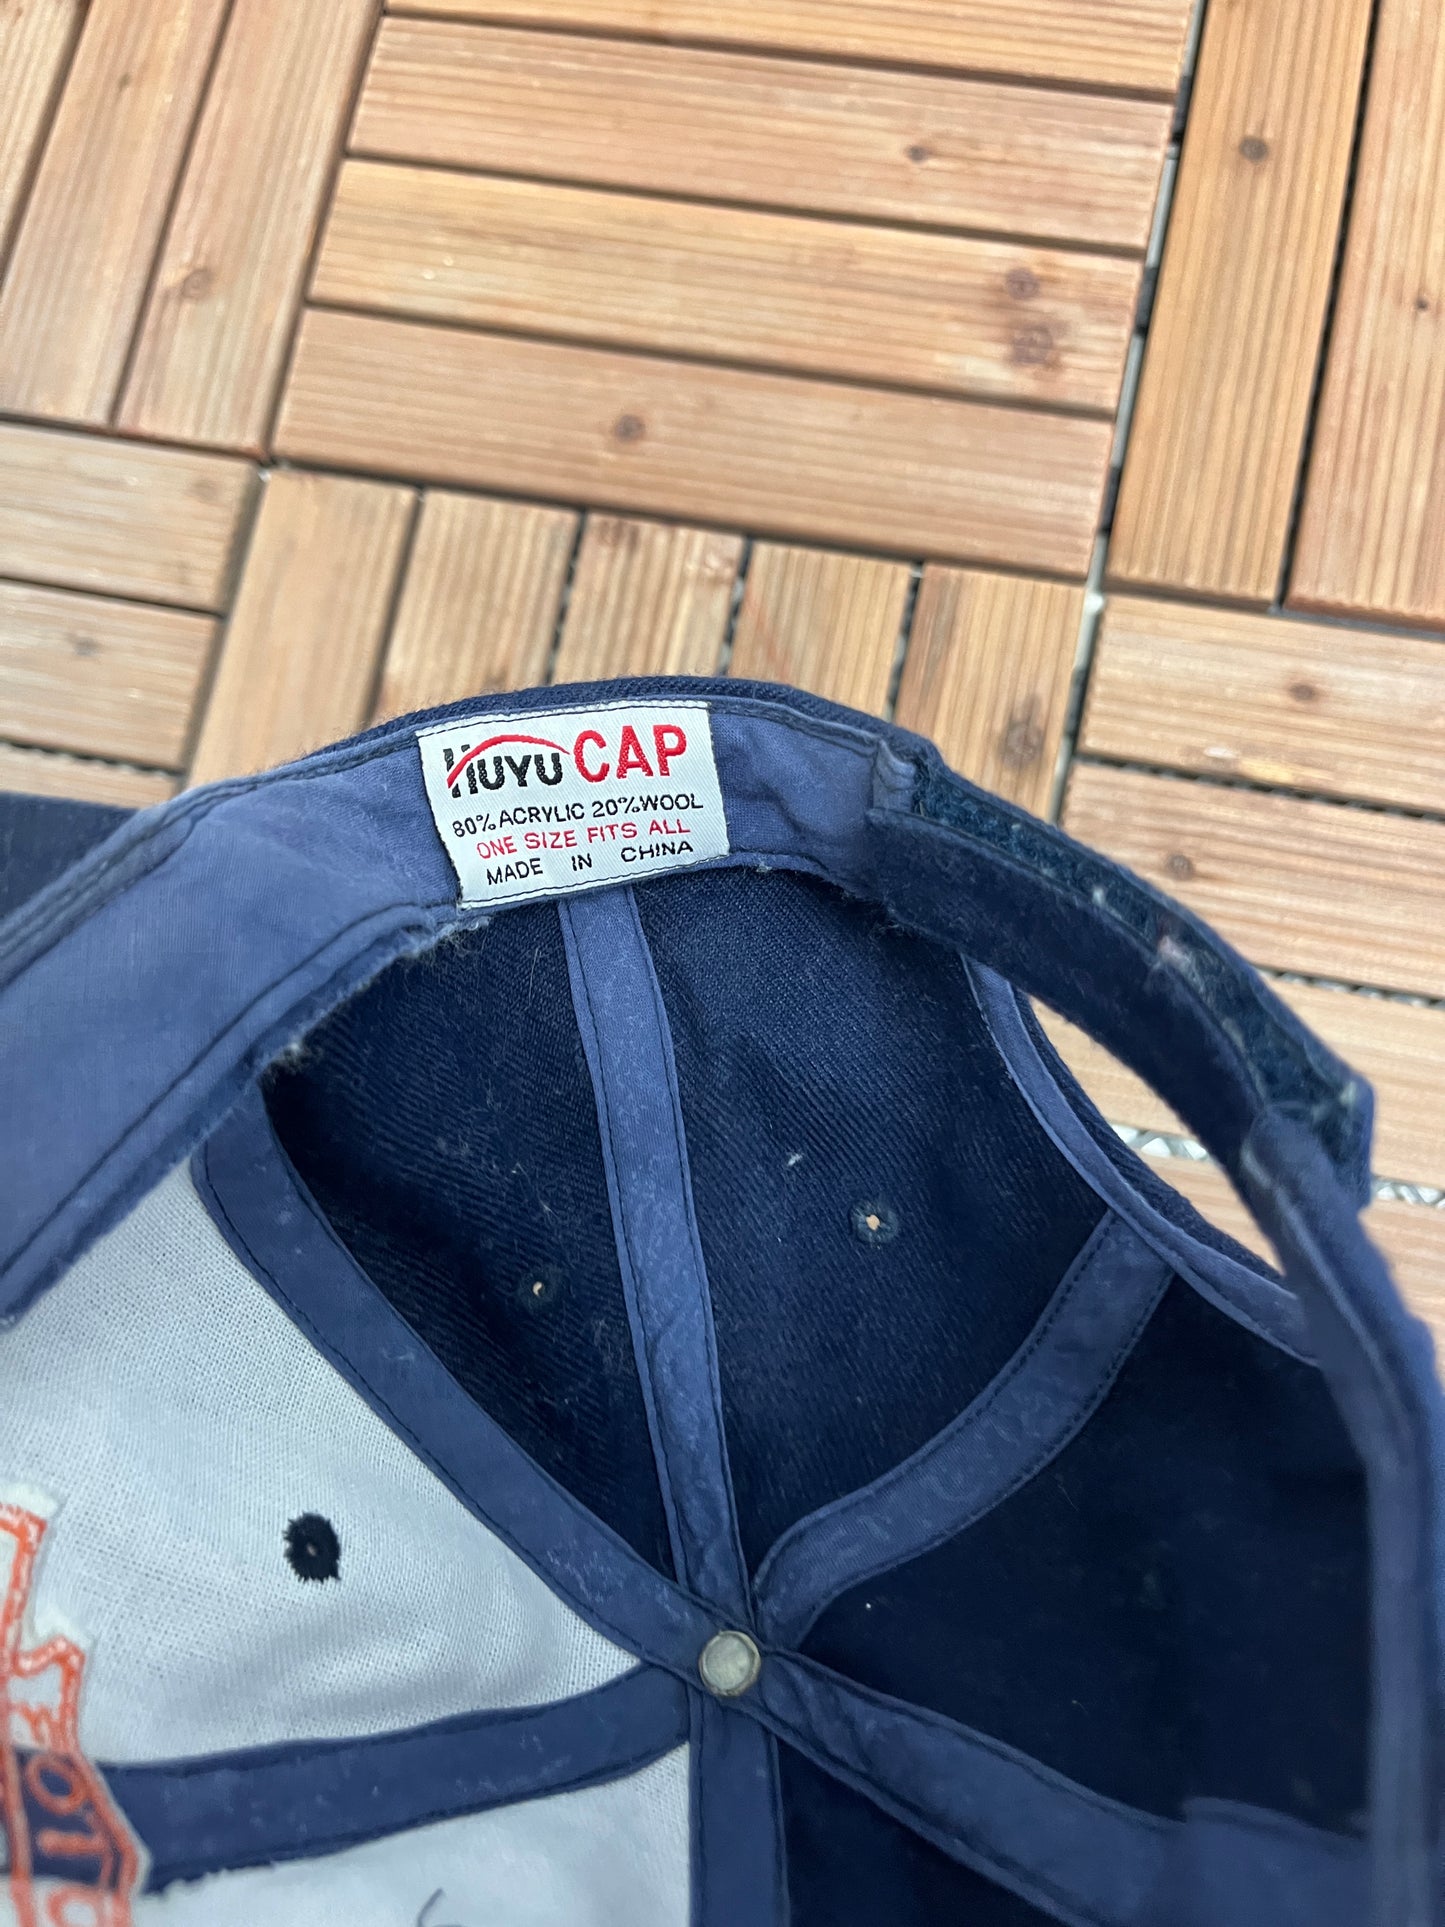 HUYU CAP
80% ACRYLIC 20% WOOL
ONE SIZE FITS ALL
MADE IN CHINA